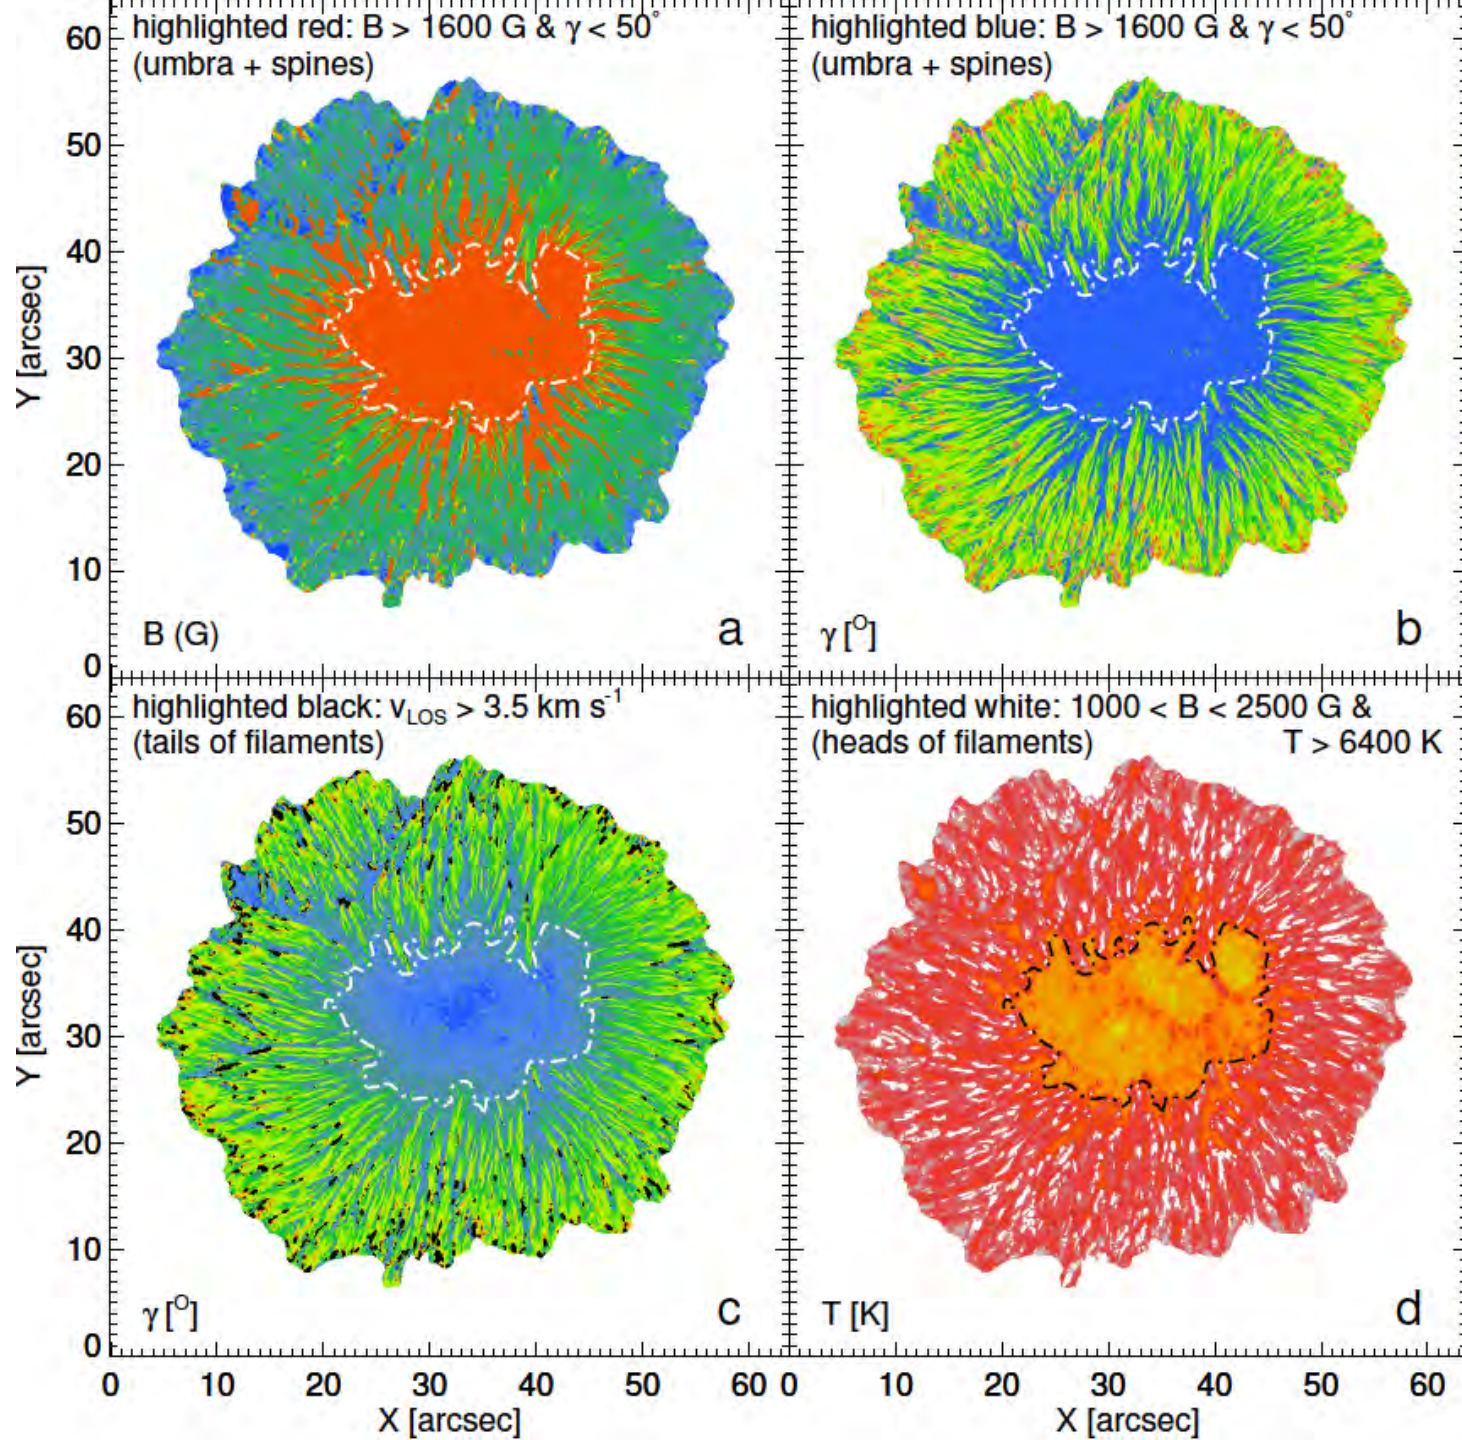 highlighted red: B > 1600 G & γ < 50°
(umbra + spines)
highlighted blue: B > 1600 G & γ < 50°
(umbra + spines)
60
50
40
30
20
10
0
Y [arcsec]
B (G)
a
γ [O]
b
highlighted black: vLOS > 3.5 km s-1
(tails of filaments)
highlighted white: 1000 < B < 2500 G &
(heads of filaments) T > 6400 K
60
50
40
30
20
10
0
Y [arcsec]
γ [O]
c
T [K]
d
0 10 20 30 40 50 60 0 10 20 30 40 50 60
X [arcsec] X [arcsec]